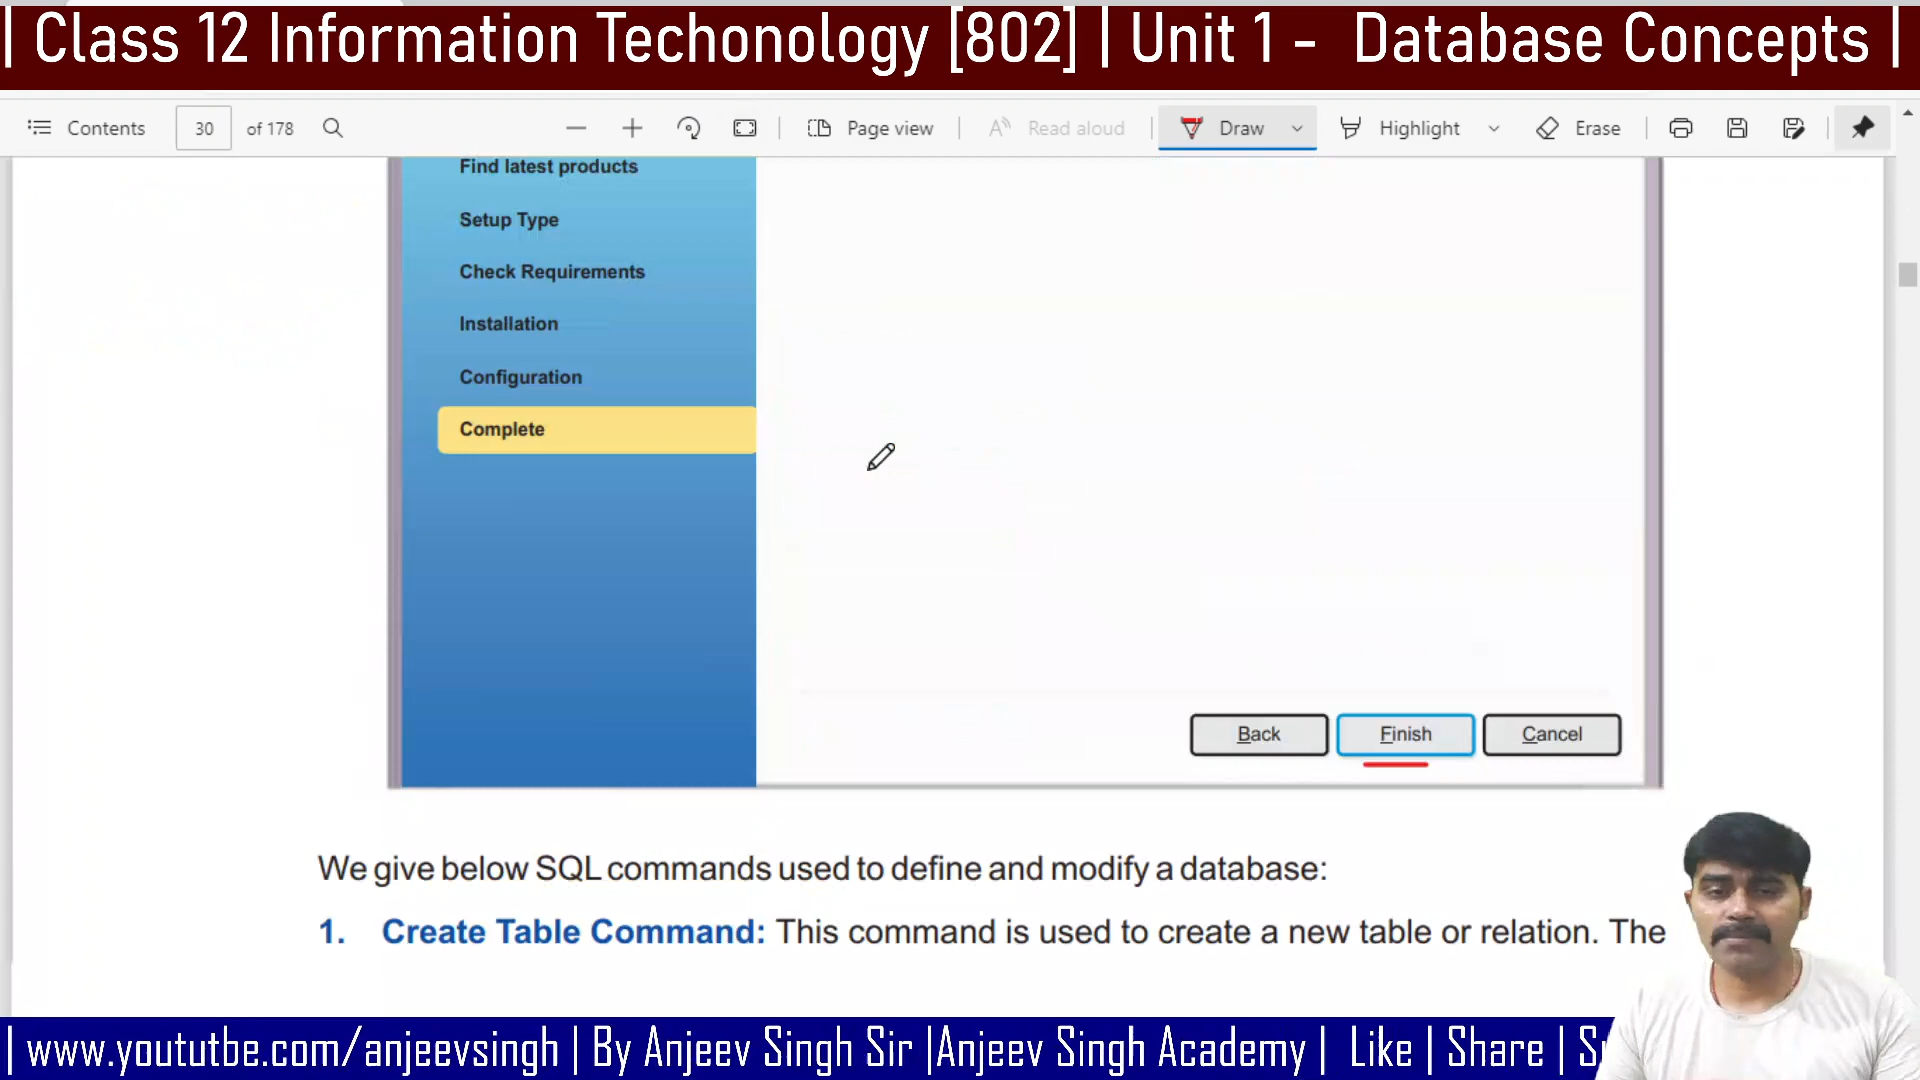 | Class 12 Information Techonology [802] | Unit 1 - Database Concepts |
Contents 30 of 178 Page view Read aloud Draw Highlight Erase
Find latest products
Setup Type
Check Requirements
Installation
Configuration
Complete
Back Finish Cancel
We give below SQL commands used to define and modify a database:
1. Create Table Command: This command is used to create a new table or relation. The
| www.yoututbe.com/anjeevsingh | By Anjeev Singh Sir |Anjeev Singh Academy | Like | Share |